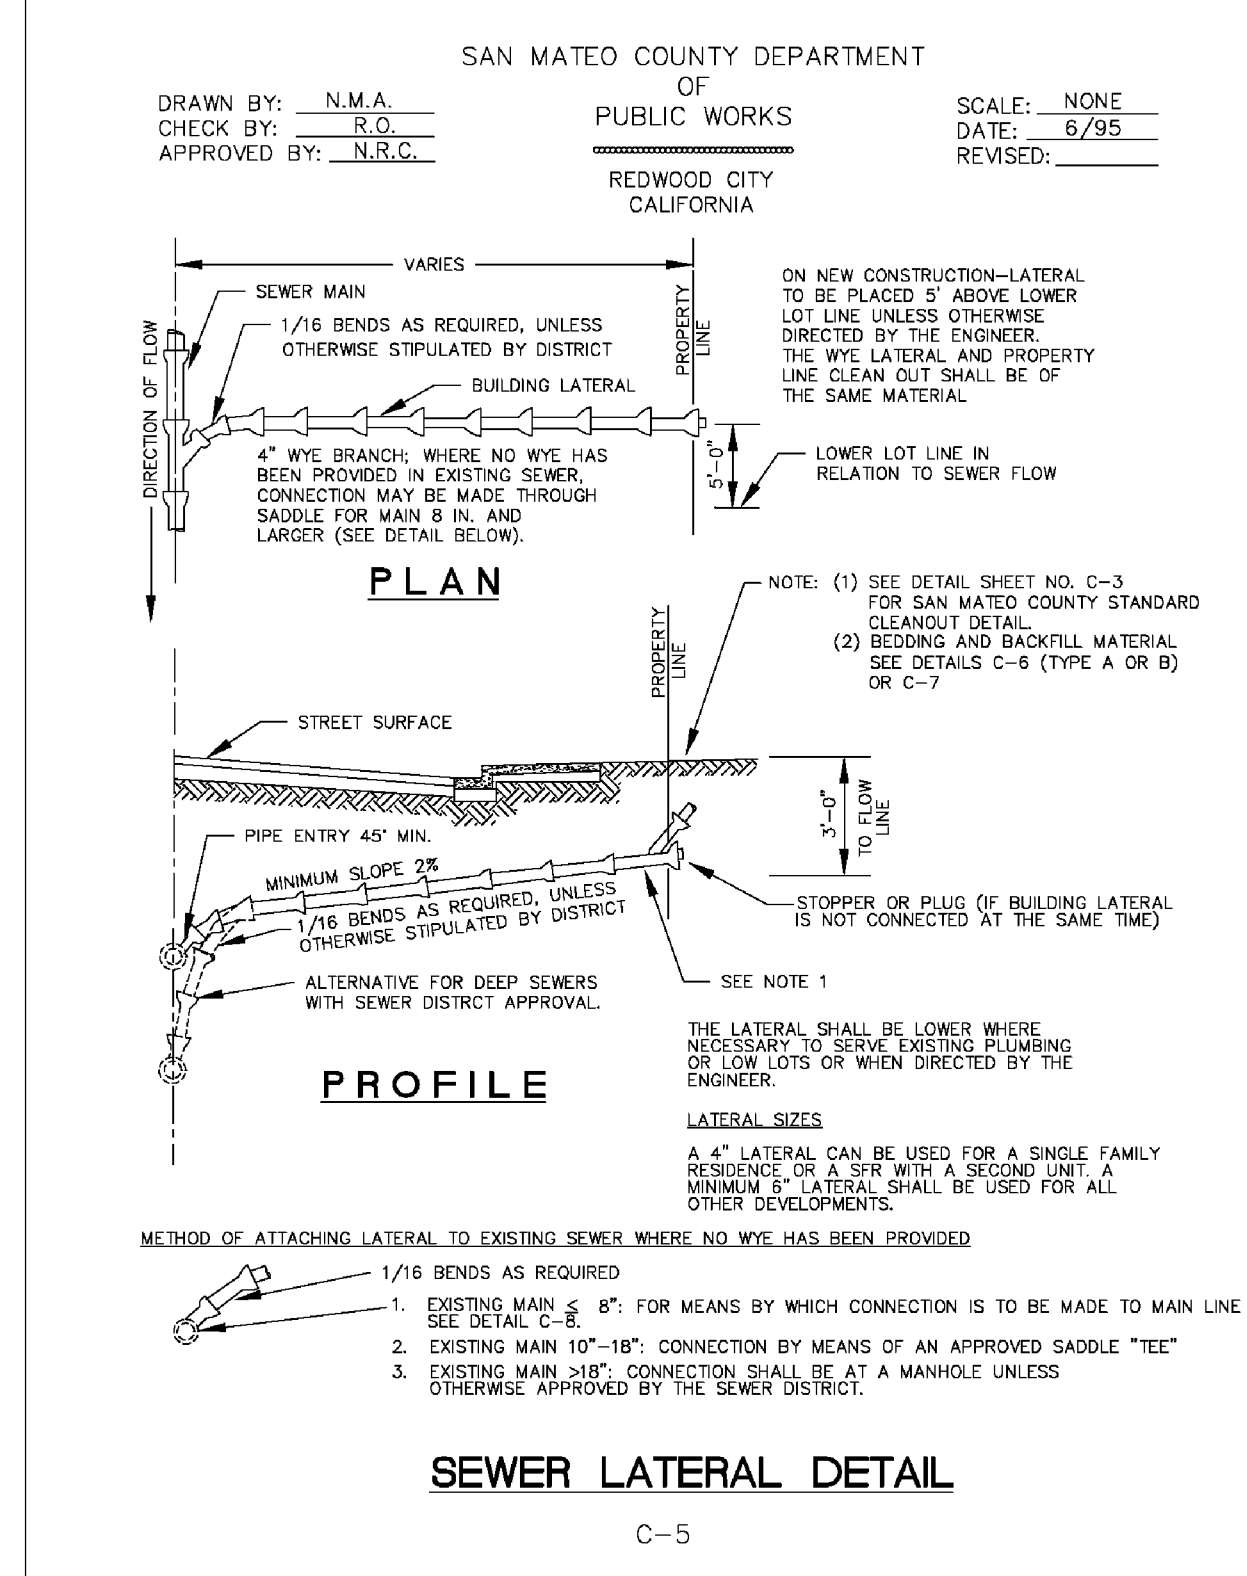 SAN MATEO COUNTY DEPARTMENT
OF
PUBLIC WORKS
REDWOOD CITY
CALIFORNIA
DRAWN BY: N.M.A.
CHECK BY: R.O.
APPROVED BY: N.R.C.
SCALE: NONE
DATE: 6/95
REVISED:
VARIES
SEWER MAIN
1/16 BENDS AS REQUIRED, UNLESS
OTHERWISE STIPULATED BY DISTRICT
BUILDING LATERAL
DIRECTION OF FLOW
PROPERTY
LINE
4" WYE BRANCH; WHERE NO WYE HAS
BEEN PROVIDED IN EXISTING SEWER,
CONNECTION MAY BE MADE THROUGH
SADDLE FOR MAIN 8 IN. AND
LARGER (SEE DETAIL BELOW).
ON NEW CONSTRUCTION-LATERAL
TO BE PLACED 5' ABOVE LOWER
LOT LINE UNLESS OTHERWISE
DIRECTED BY THE ENGINEER.
THE WYE LATERAL AND PROPERTY
LINE CLEAN OUT SHALL BE OF
THE SAME MATERIAL
5'-0"
LOWER LOT LINE IN
RELATION TO SEWER FLOW
PLAN
NOTE: (1) SEE DETAIL SHEET NO. C-3
FOR SAN MATEO COUNTY STANDARD
CLEANOUT DETAIL.
(2) BEDDING AND BACKFILL MATERIAL
SEE DETAILS C-6 (TYPE A OR B)
OR C-7
PROPERTY
LINE
STREET SURFACE
3'-0"
TO FLOW
LINE
PIPE ENTRY 45° MIN.
MINIMUM SLOPE 2%
1/16 BENDS AS REQUIRED, UNLESS
OTHERWISE STIPULATED BY DISTRICT
STOPPER OR PLUG (IF BUILDING LATERAL
IS NOT CONNECTED AT THE SAME TIME)
ALTERNATIVE FOR DEEP SEWERS
WITH SEWER DISTRCT APPROVAL.
SEE NOTE 1
PROFILE
THE LATERAL SHALL BE LOWER WHERE
NECESSARY TO SERVE EXISTING PLUMBING
OR LOW LOTS OR WHEN DIRECTED BY THE
ENGINEER.
LATERAL SIZES
A 4" LATERAL CAN BE USED FOR A SINGLE FAMILY
RESIDENCE OR A SFR WITH A SECOND UNIT. A
MINIMUM 6" LATERAL SHALL BE USED FOR ALL
OTHER DEVELOPMENTS.
METHOD OF ATTACHING LATERAL TO EXISTING SEWER WHERE NO WYE HAS BEEN PROVIDED
1/16 BENDS AS REQUIRED
1. EXISTING MAIN ≤ 8": FOR MEANS BY WHICH CONNECTION IS TO BE MADE TO MAIN LINE
SEE DETAIL C-8.
2. EXISTING MAIN 10"-18": CONNECTION BY MEANS OF AN APPROVED SADDLE "TEE"
3. EXISTING MAIN >18": CONNECTION SHALL BE AT A MANHOLE UNLESS
OTHERWISE APPROVED BY THE SEWER DISTRICT.
SEWER LATERAL DETAIL
C-5